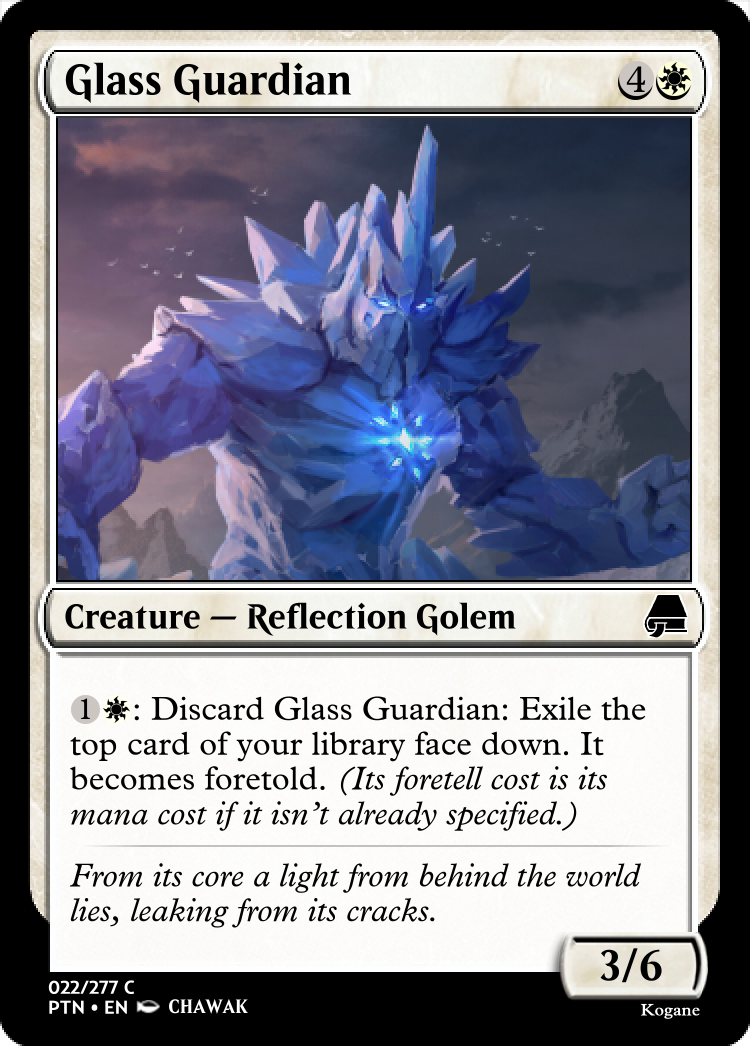 Glass Guardian 4
Creature — Reflection Golem
1 : Discard Glass Guardian: Exile the
top card of your library face down. It
becomes foretold. (Its foretell cost is its
mana cost if it isn't already specified.)
From its core a light from behind the world
lies, leaking from its cracks.
3/6
022/277 C
PTN • EN CHAWAK
Kogane